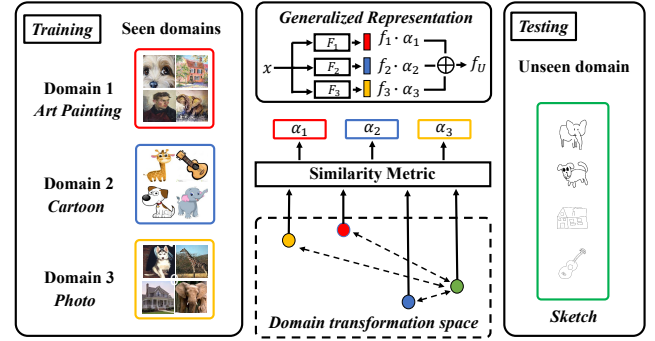 Training
Seen domains
Domain 1
Art Painting
Domain 2
Cartoon
Domain 3
Photo
Generalized Representation
x
F₁
f₁ · α₁
F₂
f₂ · α₂
F₃
f₃ · α₃
f_U
α₁ α₂ α₃
Similarity Metric
Domain transformation space
Testing
Unseen domain
Sketch